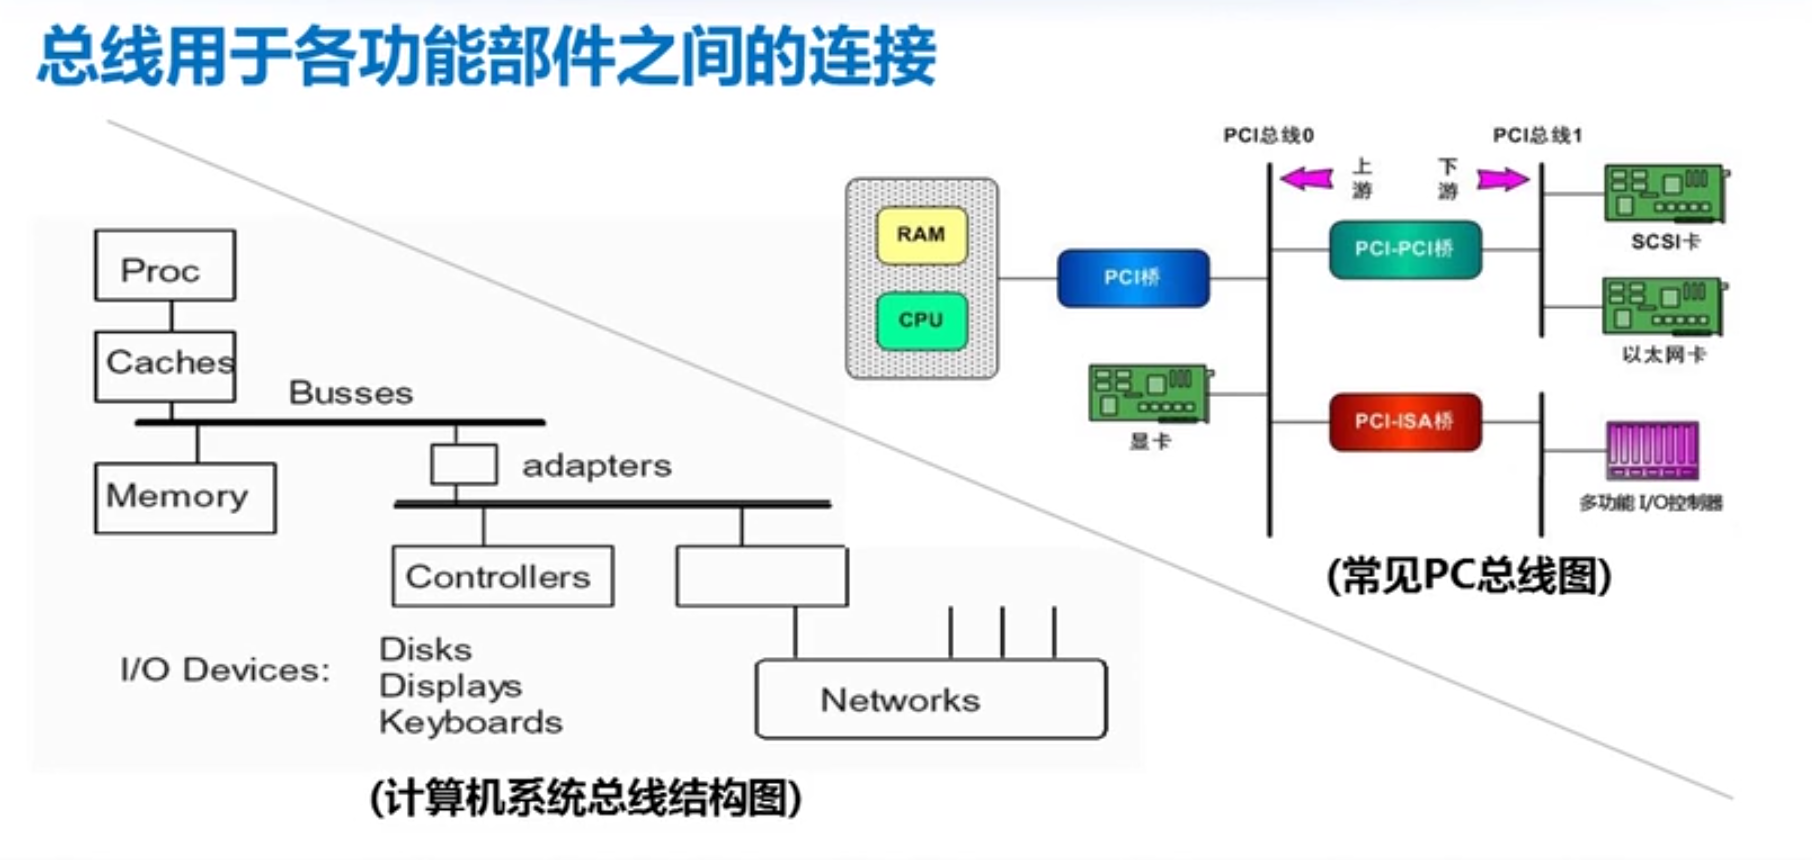 总线用于各功能部件之间的连接
Proc
Caches
Busses
Memory
adapters
Controllers
I/O Devices:
Disks
Displays
Keyboards
Networks
(计算机系统总线结构图)
PCI总线0
PCI总线1
上游
下游
RAM
CPU
PCI桥
PCI-PCI桥
SCSI卡
以太网卡
显卡
PCI-ISA桥
多功能 I/O控制器
(常见PC总线图)